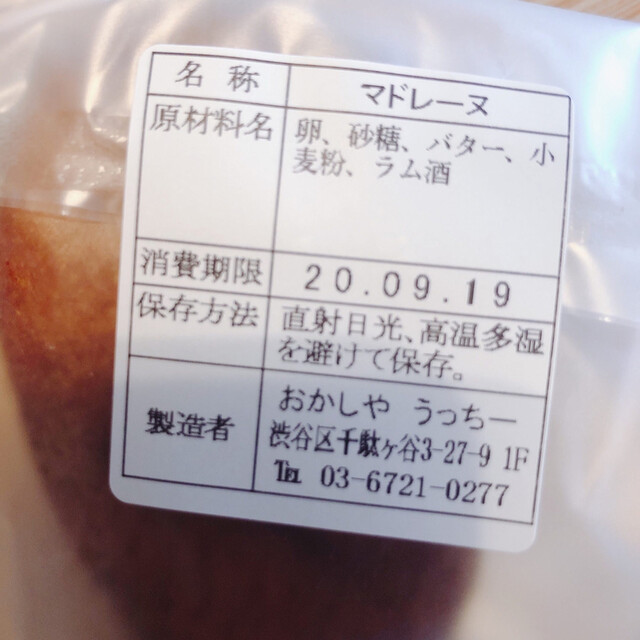 名称 マドレーヌ
原材料名 卵、砂糖、バター、小
麦粉、ラム酒
消費期限 20.09.19
保存方法 直射日光、高温多湿
を避けて保存。
製造者 おかしや うっちー
渋谷区千駄ヶ谷3-27-9 1F
℡ 03-6721-0277